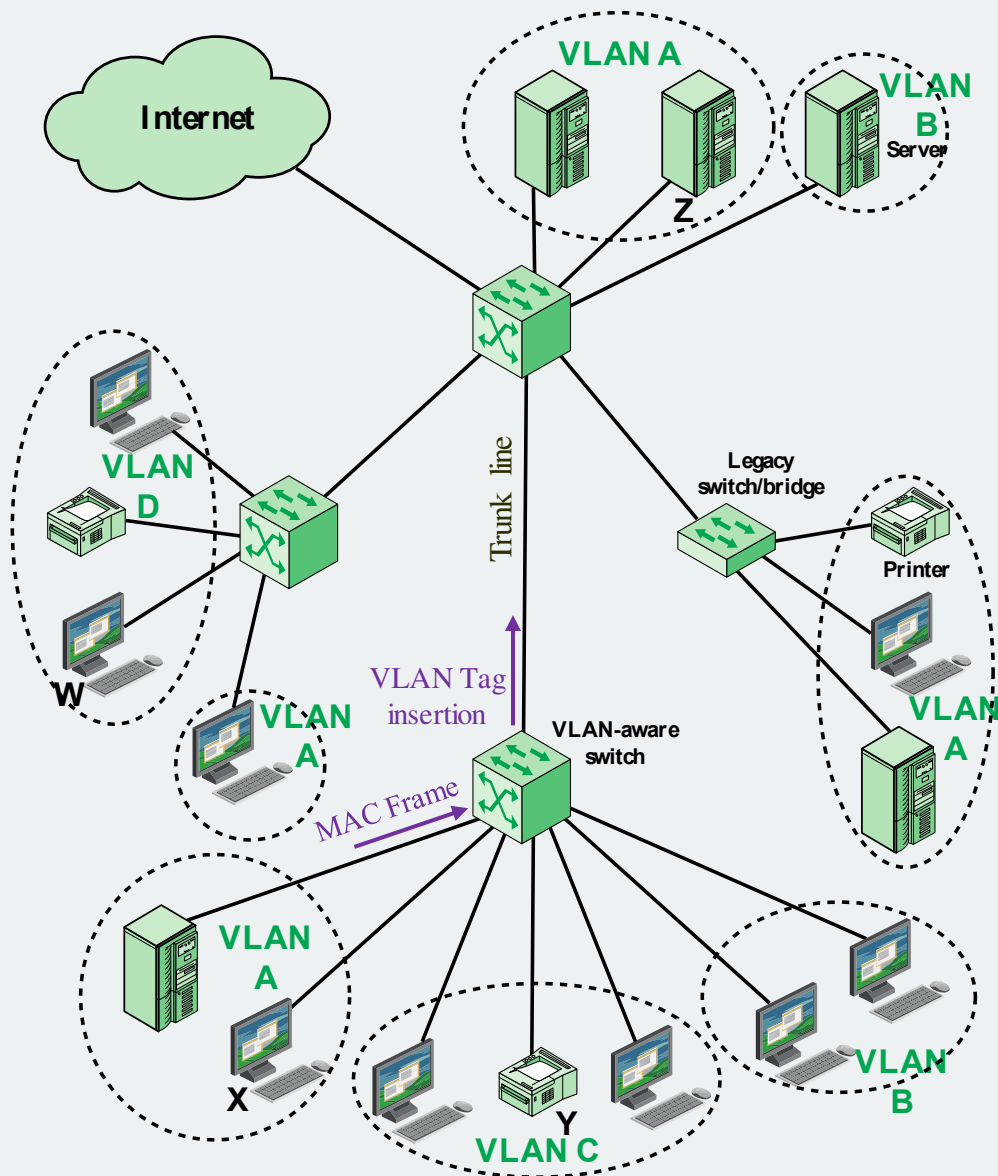 Internet
VLAN A
Z
VLAN
B
Server
VLAN
D
W
VLAN
A
Trunk line
Legacy
switch/bridge
Printer
VLAN
A
VLAN Tag
insertion
VLAN-aware
switch
MAC Frame
VLAN
A
X
Y
VLAN C
VLAN
B